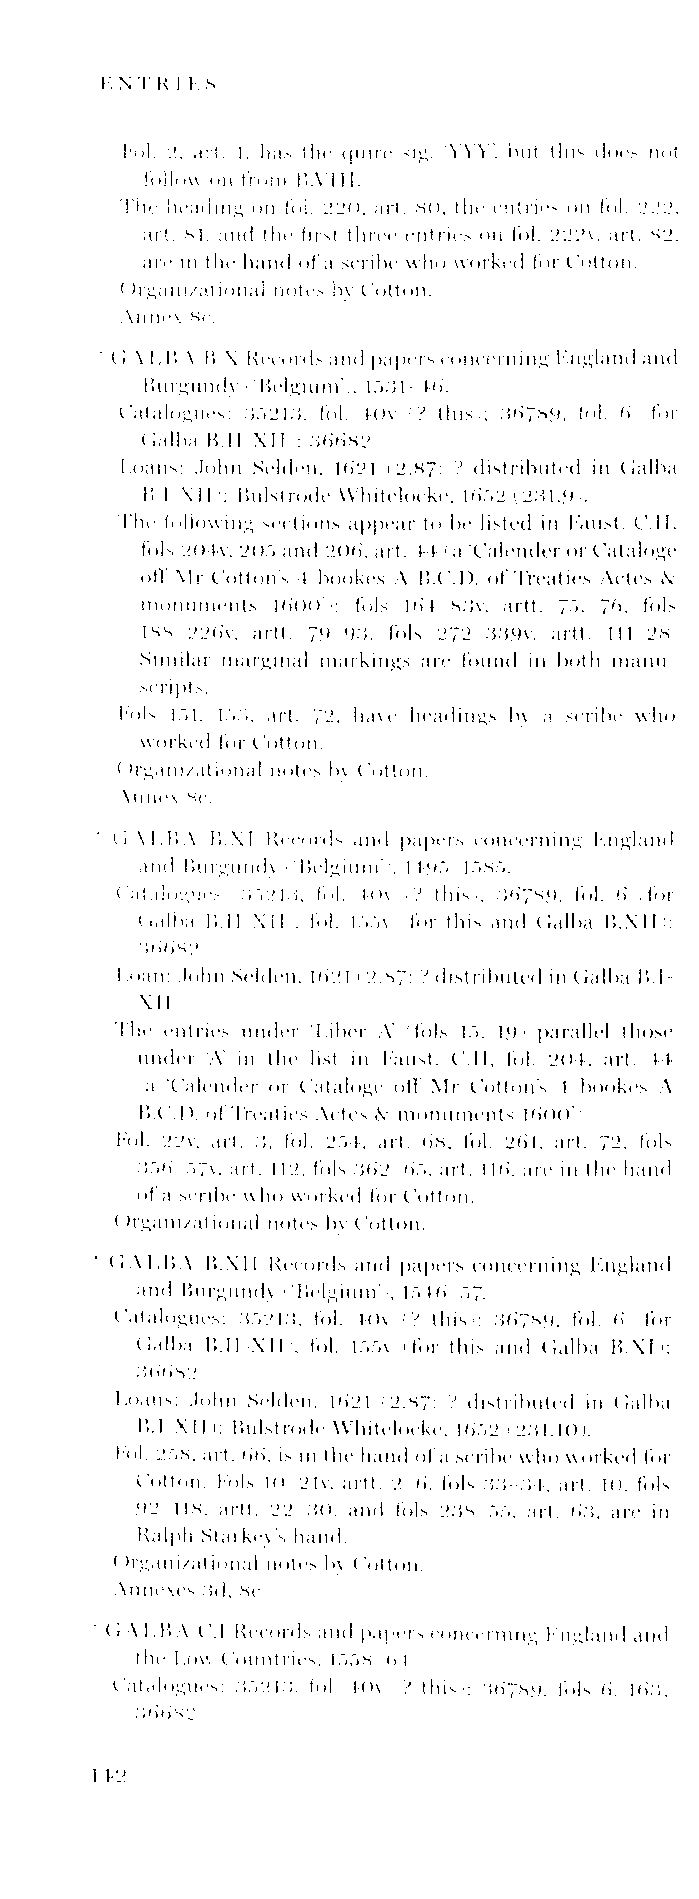 ENTRIES
Fol. 2, art. 1, has the quire sig. 'YYY', but this does not
follow on from B.VIII.
The heading on fol. 220, art. 80, the entries on fol. 222,
art. 81, and the first three entries on fol. 222v, art. 82,
are in the hand of a scribe who worked for Cotton.
Organizational notes by Cotton.
Annex 8c.
* GALBA B.X Records and papers concerning England and
Burgundy ('Belgium'), 1531–46.
Catalogues: 35213, fol. 40v (? this); 36789, fol. 6 (for
Galba B.II–XII); 36682.
Loans: John Selden, 1621 (2.87: ? distributed in Galba
B.I–XII); Bulstrode Whitelocke, 1652 (231.9).
The following sections appear to be listed in Faust. C.II,
fols 204v, 205 and 206, art. 44 (a 'Calender or Cataloge
off Mr Cotton's 4 bookes A B.C.D. of Treaties Actes &
monuments 1600'): fols 164–83v, artt. 75, 76, fols
188–226v, artt. 79–93, fols 272–339v, artt. 111–28.
Similar marginal markings are found in both manu-
scripts.
Fols 151, 153, art. 72, have headings by a scribe who
worked for Cotton.
Organizational notes by Cotton.
Annex 8c.
* GALBA B.XI Records and papers concerning England
and Burgundy ('Belgium'), 1495–1585.
Catalogues: 35213, fol. 40v (? this); 36789, fol. 6 (for
Galba B.II–XII), fol. 155v (for this and Galba B.XII);
36682.
Loan: John Selden, 1621 (2.87: ? distributed in Galba B.I–
XII).
The entries under 'Liber A' (fols 15, 19) parallel those
under 'A' in the list in Faust. C.II, fol. 204, art. 44
(a 'Calender or Cataloge off Mr Cotton's 4 bookes A
B.C.D. of Treaties Actes & monuments 1600').
Fol. 22v, art. 3, fol. 254, art. 68, fol. 261, art. 72, fols
356–57v, art. 112, fols 362–65, art. 116, are in the hand
of a scribe who worked for Cotton.
Organizational notes by Cotton.
* GALBA B.XII Records and papers concerning England
and Burgundy ('Belgium'), 1546–57.
Catalogues: 35213, fol. 40v (? this); 36789, fol. 6 (for
Galba B.II–XII), fol. 155v (for this and Galba B.XI);
36682.
Loans: John Selden, 1621 (2.87: ? distributed in Galba
B.I–XII); Bulstrode Whitelocke, 1652 (231.10).
Fol. 258, art. 66, is in the hand of a scribe who worked for
Cotton. Fols 10–21v, artt. 2–6, fols 33–34, art. 10, fols
92–118, artt. 22–30, and fols 238–55, art. 63, are in
Ralph Starkey's hand.
Organizational notes by Cotton.
Annexes 3d, 8c.
* GALBA C.I Records and papers concerning England and
the Low Countries, 1558–64.
Catalogues: 35213, fol. 40v (? this); 36789, fols 6, 163,
36682.
142